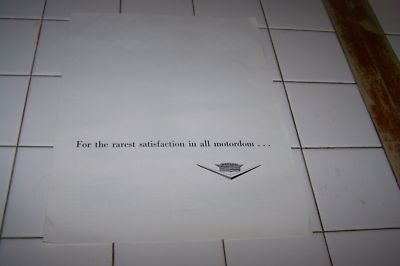 For the rarest satisfaction in all motordom . . .